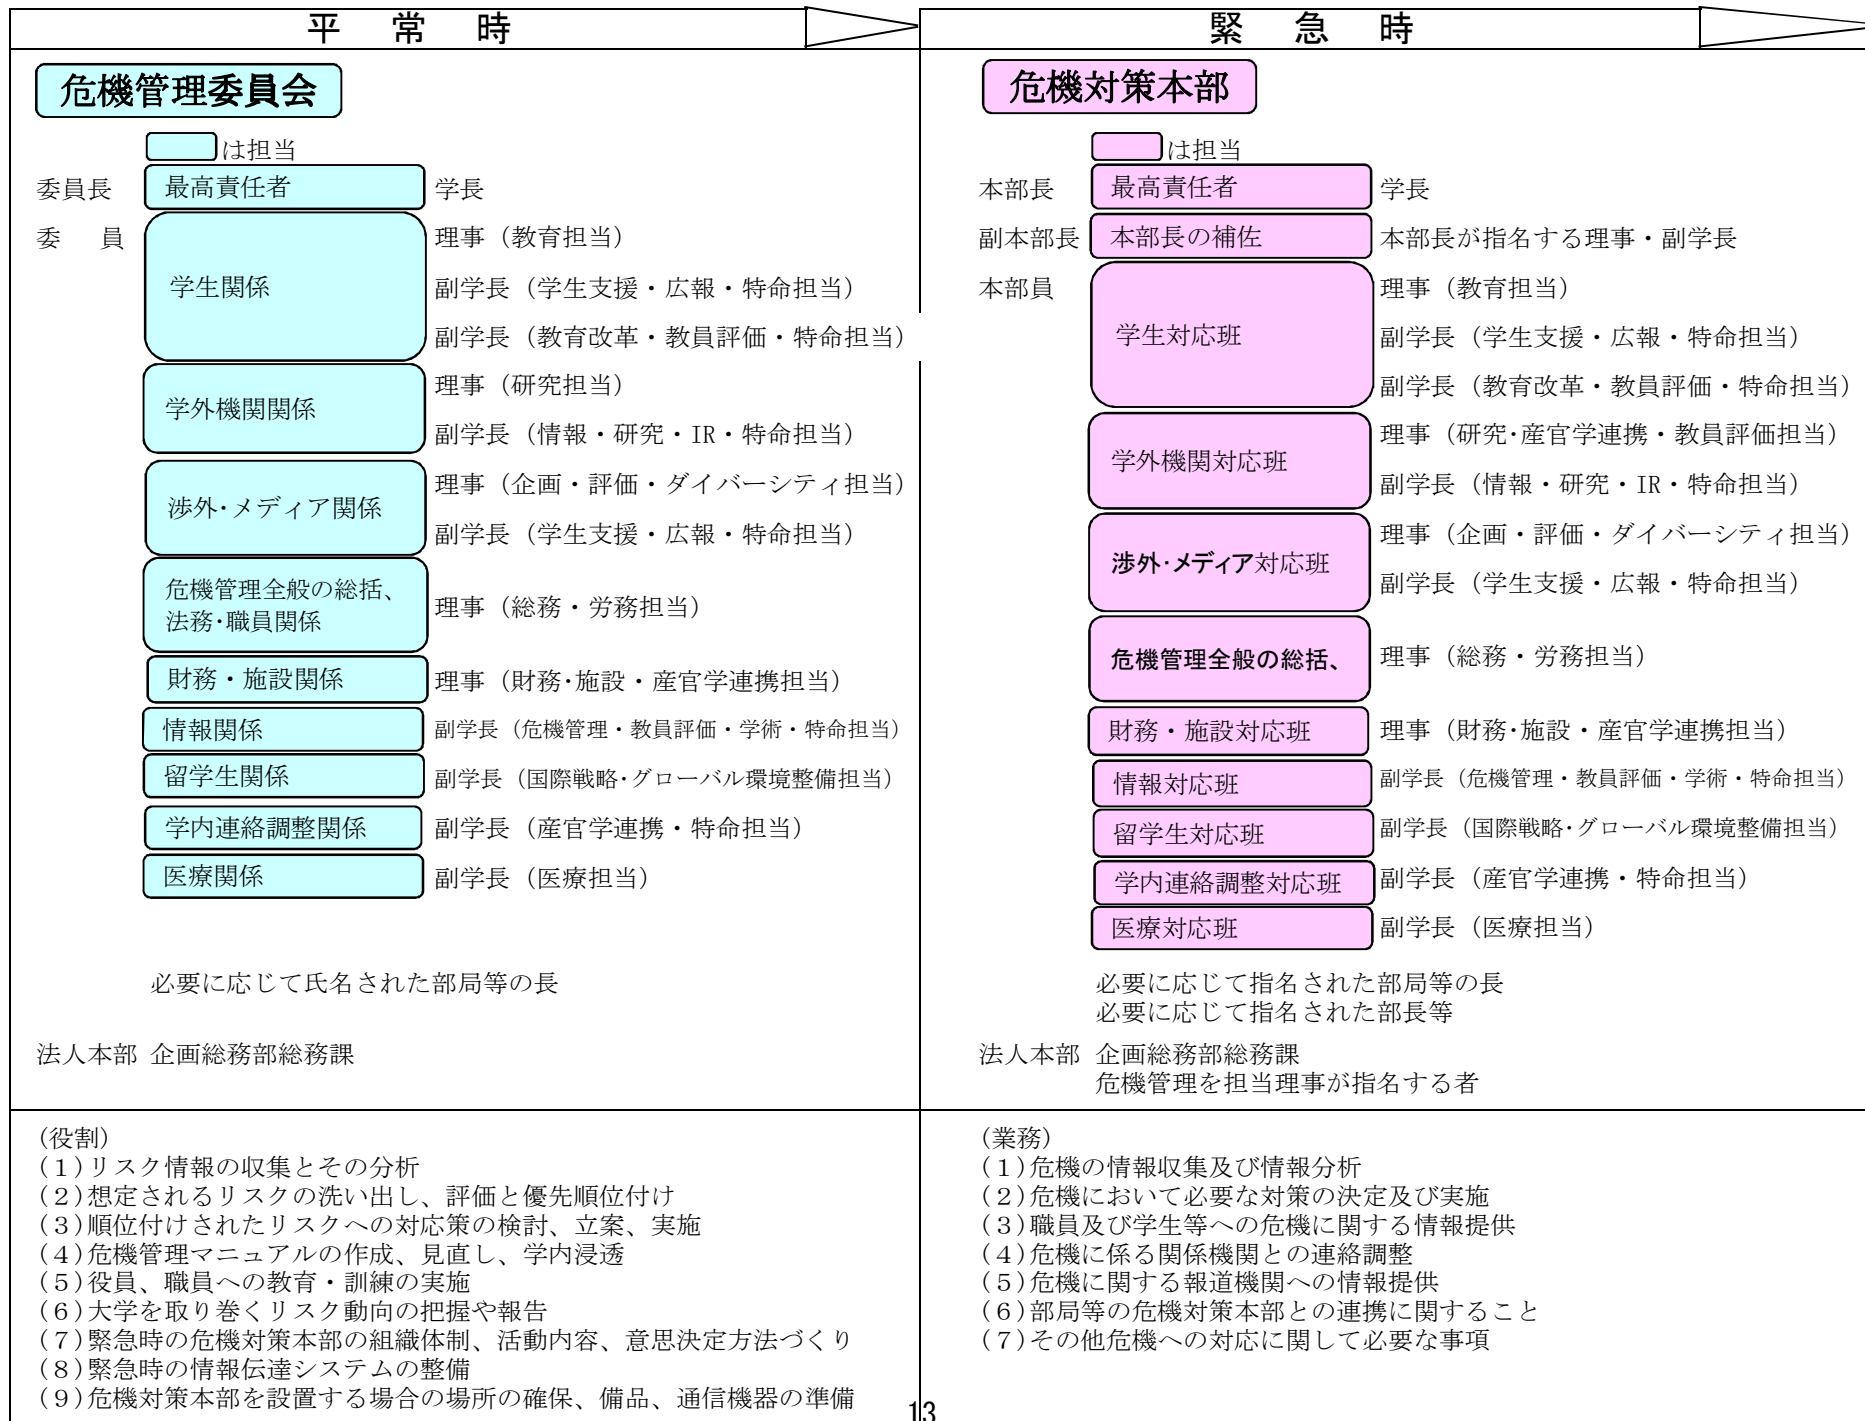 平常時
危機管理委員会
は担当
委員長 最高責任者 学長
委員 学生関係 理事（教育担当）
副学長（学生支援・広報・特命担当）
副学長（教育改革・教員評価・特命担当）
学外機関関係 理事（研究担当）
副学長（情報・研究・IR・特命担当）
渉外・メディア関係 理事（企画・評価・ダイバーシティ担当）
副学長（学生支援・広報・特命担当）
危機管理全般の総括、
法務・職員関係 理事（総務・労務担当）
財務・施設関係 理事（財務・施設・産官学連携担当）
情報関係 副学長（危機管理・教員評価・学術・特命担当）
留学生関係 副学長（国際戦略・グローバル環境整備担当）
学内連絡調整関係 副学長（産官学連携・特命担当）
医療関係 副学長（医療担当）
必要に応じて氏名された部局等の長
法人本部 企画総務部総務課
（役割）
（１）リスク情報の収集とその分析
（２）想定されるリスクの洗い出し、評価と優先順位付け
（３）順位付けされたリスクへの対応策の検討、立案、実施
（４）危機管理マニュアルの作成、見直し、学内浸透
（５）役員、職員への教育・訓練の実施
（６）大学を取り巻くリスク動向の把握や報告
（７）緊急時の危機対策本部の組織体制、活動内容、意思決定方法づくり
（８）緊急時の情報伝達システムの整備
（９）危機対策本部を設置する場合の場所の確保、備品、通信機器の準備
緊急時
危機対策本部
は担当
本部長 最高責任者 学長
副本部長 本部長の補佐 本部長が指名する理事・副学長
本部員 学生対応班 理事（教育担当）
副学長（学生支援・広報・特命担当）
副学長（教育改革・教員評価・特命担当）
学外機関対応班 理事（研究・産官学連携・教員評価担当）
副学長（情報・研究・IR・特命担当）
渉外・メディア対応班 理事（企画・評価・ダイバーシティ担当）
副学長（学生支援・広報・特命担当）
危機管理全般の総括、 理事（総務・労務担当）
財務・施設対応班 理事（財務・施設・産官学連携担当）
情報対応班 副学長（危機管理・教員評価・学術・特命担当）
留学生対応班 副学長（国際戦略・グローバル環境整備担当）
学内連絡調整対応班 副学長（産官学連携・特命担当）
医療対応班 副学長（医療担当）
必要に応じて指名された部局等の長
必要に応じて指名された部長等
法人本部 企画総務部総務課
危機管理を担当理事が指名する者
（業務）
（１）危機の情報収集及び情報分析
（２）危機において必要な対策の決定及び実施
（３）職員及び学生等への危機に関する情報提供
（４）危機に係る関係機関との連絡調整
（５）危機に関する報道機関への情報提供
（６）部局等の危機対策本部との連携に関すること
（７）その他危機への対応に関して必要な事項
13